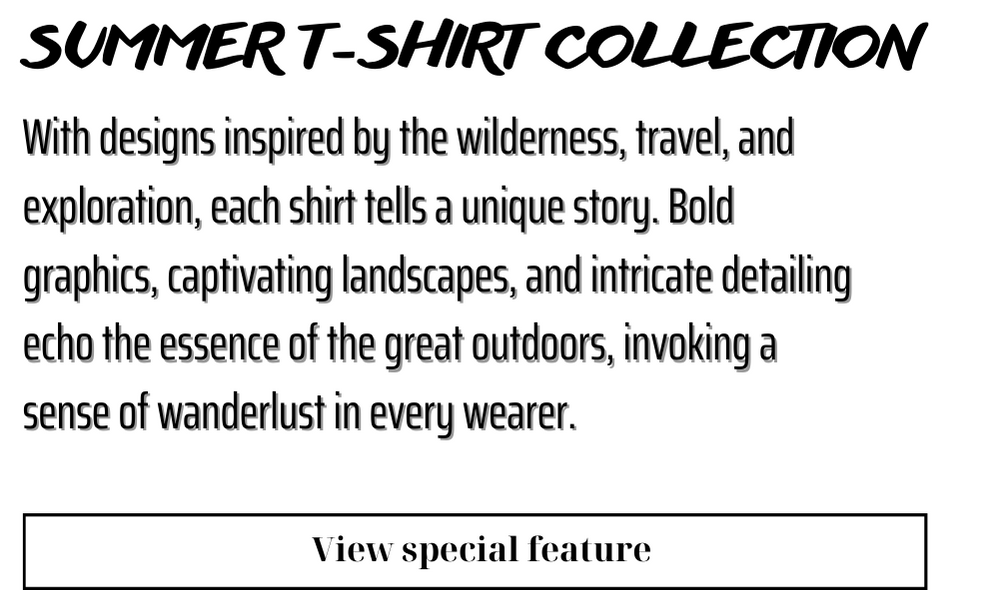 SUMMER T-SHIRT COLLECTION
With designs inspired by the wilderness, travel, and
exploration, each shirt tells a unique story. Bold
graphics, captivating landscapes, and intricate detailing
echo the essence of the great outdoors, invoking a
sense of wanderlust in every wearer.
View special feature